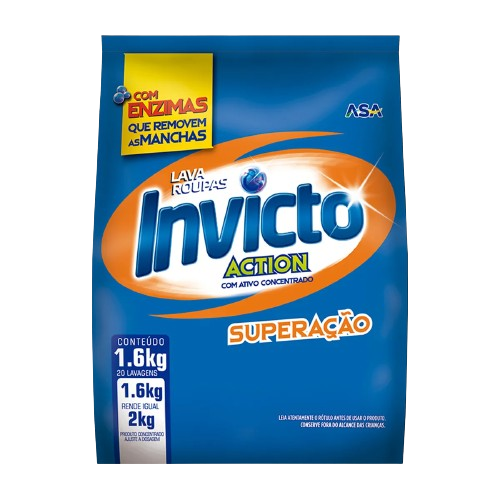 COM
ENZIMAS
QUE REMOVEM
AS MANCHAS
ASA
LAVA
ROUPAS
Invicto
ACTION
COM ATIVO CONCENTRADO
SUPERAÇÃO
CONTEÚDO
1.6kg
20 LAVAGENS
1.6kg
RENDE IGUAL
2kg
PRODUTO CONCENTRADO
AJUSTE A DOSAGEM
LEIA ATENTAMENTE O RÓTULO ANTES DE USAR O PRODUTO.
CONSERVE FORA DO ALCANCE DAS CRIANÇAS.